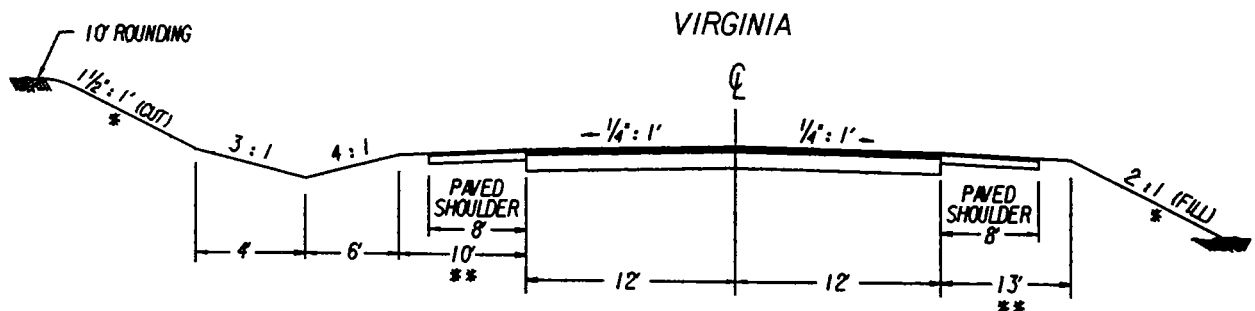 VIRGINIA
10' ROUNDING
℄
1½" : 1' (CUT)
*
3 : 1
4 : 1
¼" : 1'
¼" : 1'
2 : 1 (FILL)
*
PAVED
SHOULDER
8'
PAVED
SHOULDER
8'
4'
6'
10'
**
12'
12'
13'
**